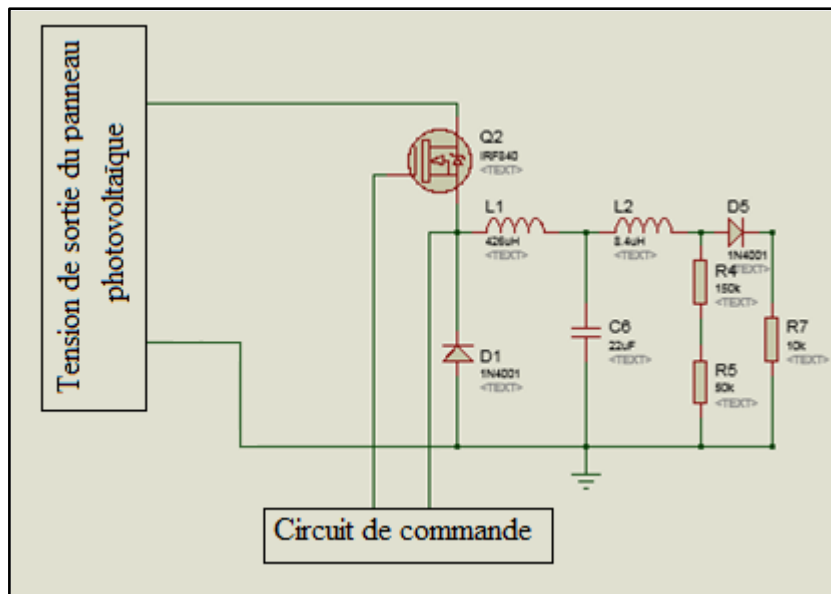 Tension de sortie du panneau
photovoltaïque
Q2
IRF840
<TEXT>
L1
426uH
<TEXT>
L2
8.4uH
<TEXT>
D5
1N4001
<TEXT>
R4
150k
<TEXT>
C6
22uF
<TEXT>
R7
10k
<TEXT>
D1
1N4001
<TEXT>
R5
50k
<TEXT>
Circuit de commande